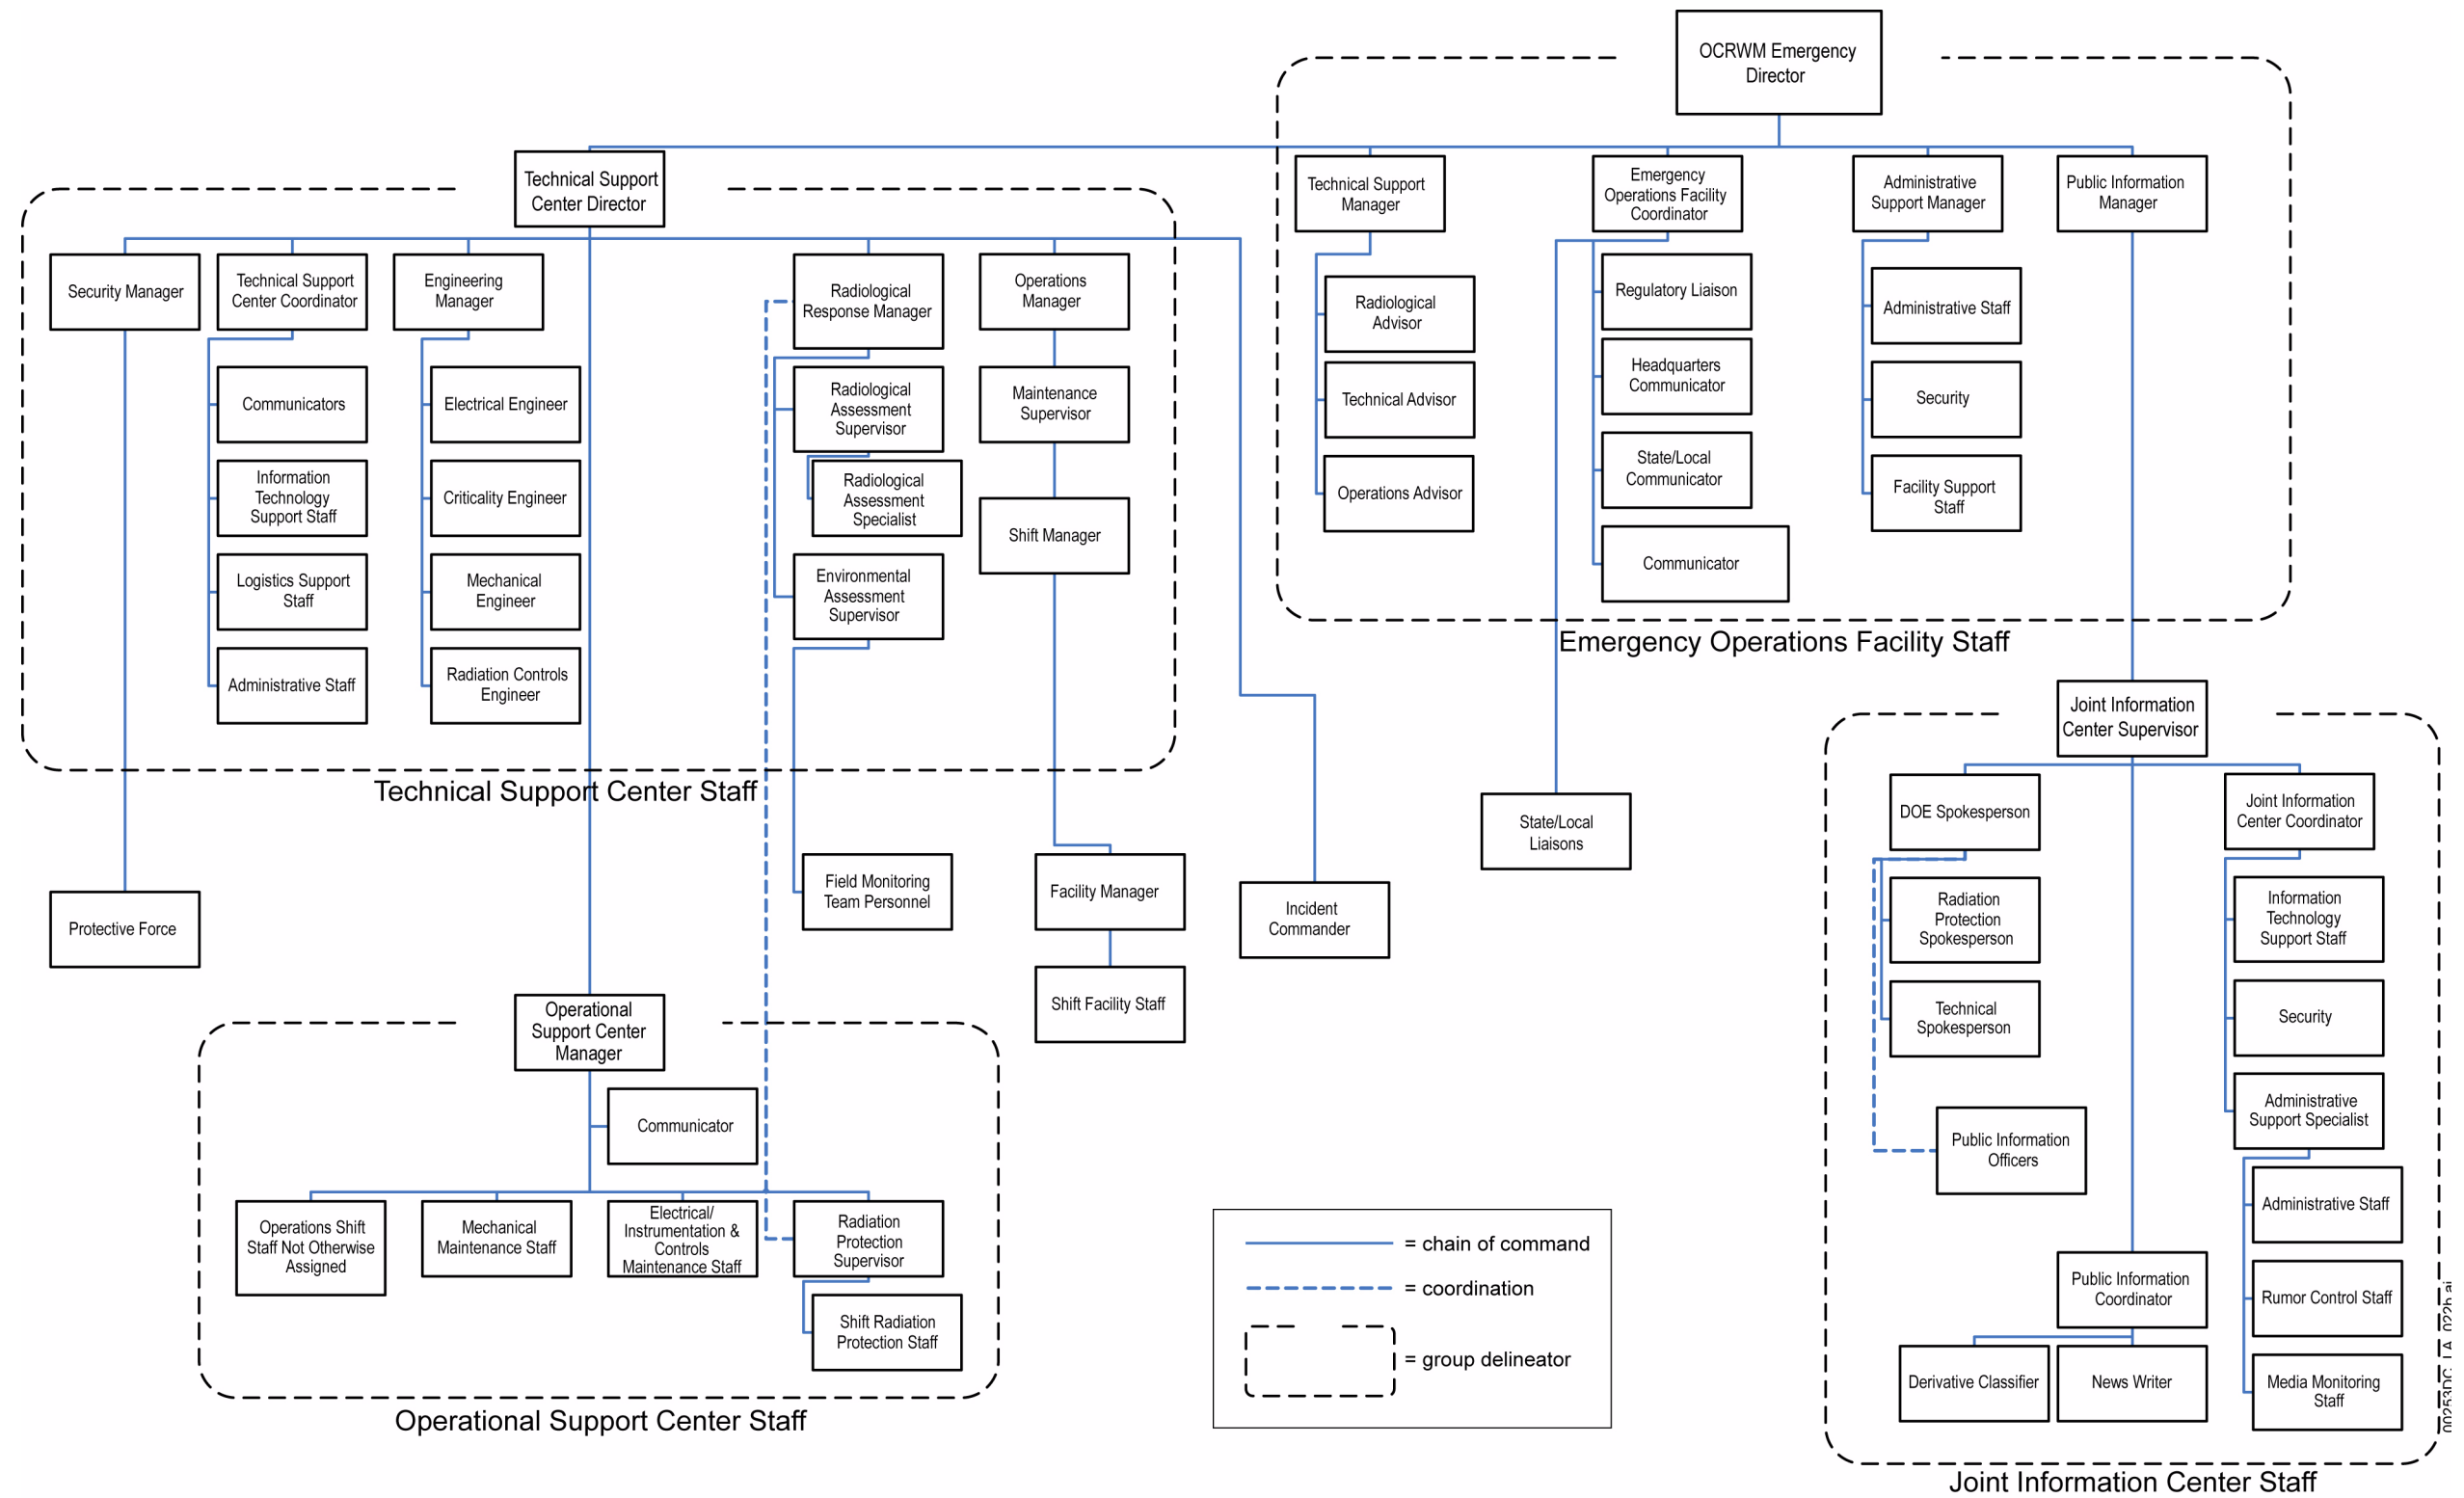 OCRWM Emergency
Director
Technical Support
Center Director
Technical Support
Manager
Emergency
Operations Facility
Coordinator
Administrative
Support Manager
Public Information
Manager
Security Manager
Technical Support
Center Coordinator
Engineering
Manager
Radiological
Response Manager
Operations
Manager
Communicators
Information
Technology
Support Staff
Logistics Support
Staff
Administrative Staff
Electrical Engineer
Criticality Engineer
Mechanical
Engineer
Radiation Controls
Engineer
Radiological
Assessment
Supervisor
Radiological
Assessment
Specialist
Environmental
Assessment
Supervisor
Maintenance
Supervisor
Shift Manager
Technical Support Center Staff
Radiological
Advisor
Technical Advisor
Operations Advisor
Regulatory Liaison
Headquarters
Communicator
State/Local
Communicator
Communicator
Administrative Staff
Security
Facility Support
Staff
Emergency Operations Facility Staff
Protective Force
Field Monitoring
Team Personnel
Facility Manager
Shift Facility Staff
Incident
Commander
State/Local
Liaisons
Operational
Support Center
Manager
Communicator
Operations Shift
Staff Not Otherwise
Assigned
Mechanical
Maintenance Staff
Electrical/
Instrumentation &
Controls
Maintenance Staff
Radiation
Protection
Supervisor
Shift Radiation
Protection Staff
Operational Support Center Staff
= chain of command
= coordination
= group delineator
Joint Information
Center Supervisor
DOE Spokesperson
Radiation
Protection
Spokesperson
Technical
Spokesperson
Public Information
Officers
Joint Information
Center Coordinator
Information
Technology
Support Staff
Security
Administrative
Support Specialist
Administrative Staff
Rumor Control Staff
Media Monitoring
Staff
Public Information
Coordinator
Derivative Classifier
News Writer
Joint Information Center Staff
00253DC_LA_022b.ai